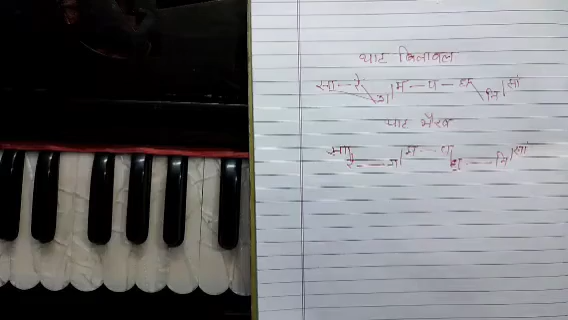 थाट बिलावल
सा--रे ग म--प--ध नि सां
थाट भैरव
सा रे---ग म--प ध॒---नि सां